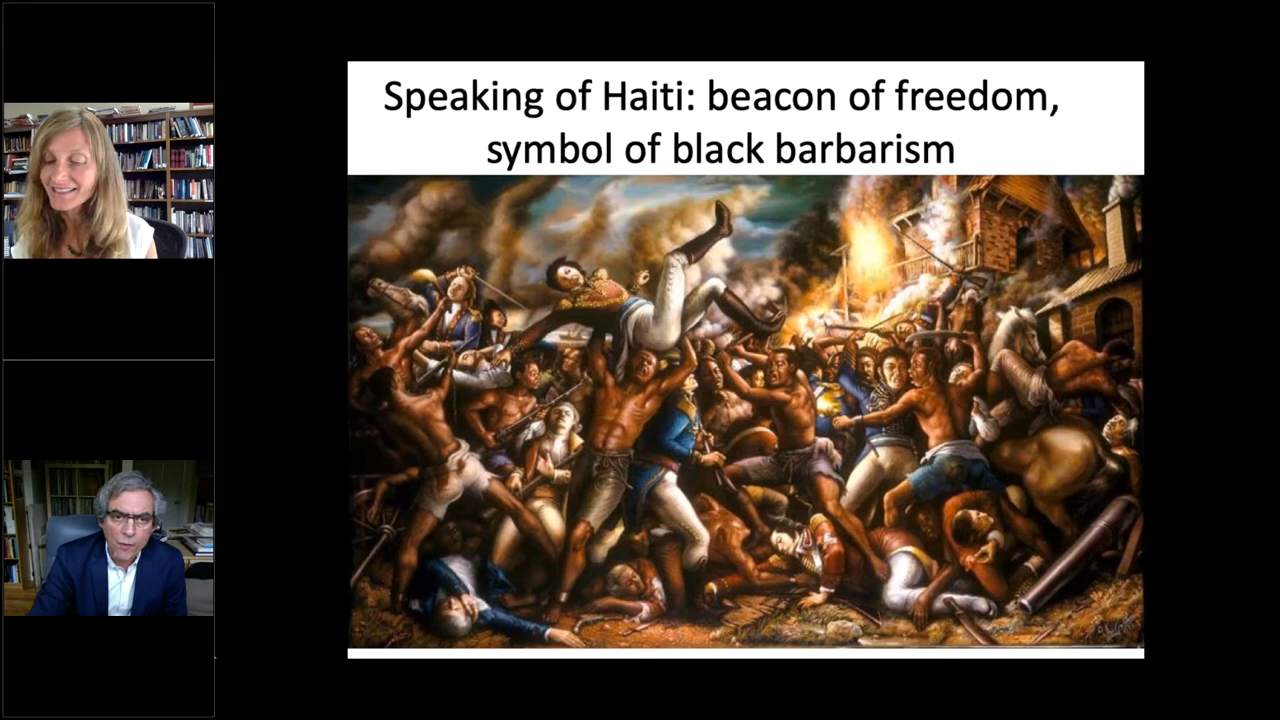 Speaking of Haiti: beacon of freedom,
symbol of black barbarism